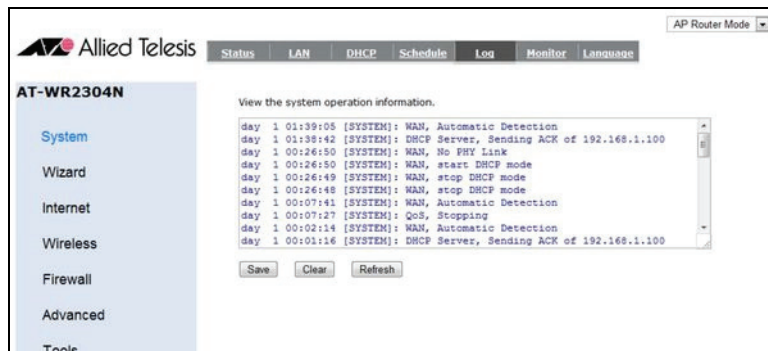 AP Router Mode
Allied Telesis
Status LAN DHCP Schedule Log Monitor Language
AT-WR2304N
System
Wizard
Internet
Wireless
Firewall
Advanced
Tools
View the system operation information.
day 1 01:39:05 [SYSTEM]: WAN, Automatic Detection
day 1 01:38:42 [SYSTEM]: DHCP Server, Sending ACK of 192.168.1.100
day 1 00:26:50 [SYSTEM]: WAN, No PHY Link
day 1 00:26:50 [SYSTEM]: WAN, start DHCP mode
day 1 00:26:49 [SYSTEM]: WAN, stop DHCP mode
day 1 00:26:48 [SYSTEM]: WAN, stop DHCP mode
day 1 00:07:41 [SYSTEM]: WAN, Automatic Detection
day 1 00:07:27 [SYSTEM]: QoS, Stopping
day 1 00:02:14 [SYSTEM]: WAN, Automatic Detection
day 1 00:01:16 [SYSTEM]: DHCP Server, Sending ACK of 192.168.1.100
Save Clear Refresh